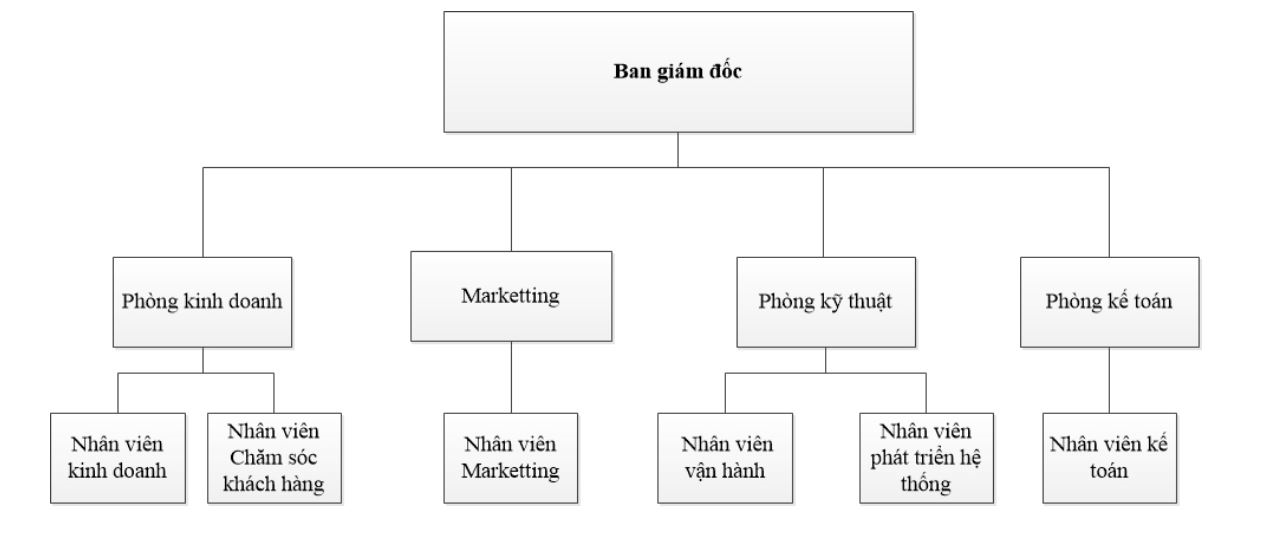 Ban giám đốc
Phòng kinh doanh
Marketting
Phòng kỹ thuật
Phòng kế toán
Nhân viên
kinh doanh
Nhân viên
Chăm sóc
khách hàng
Nhân viên
Marketting
Nhân viên
vận hành
Nhân viên
phát triển hệ
thống
Nhân viên kế
toán